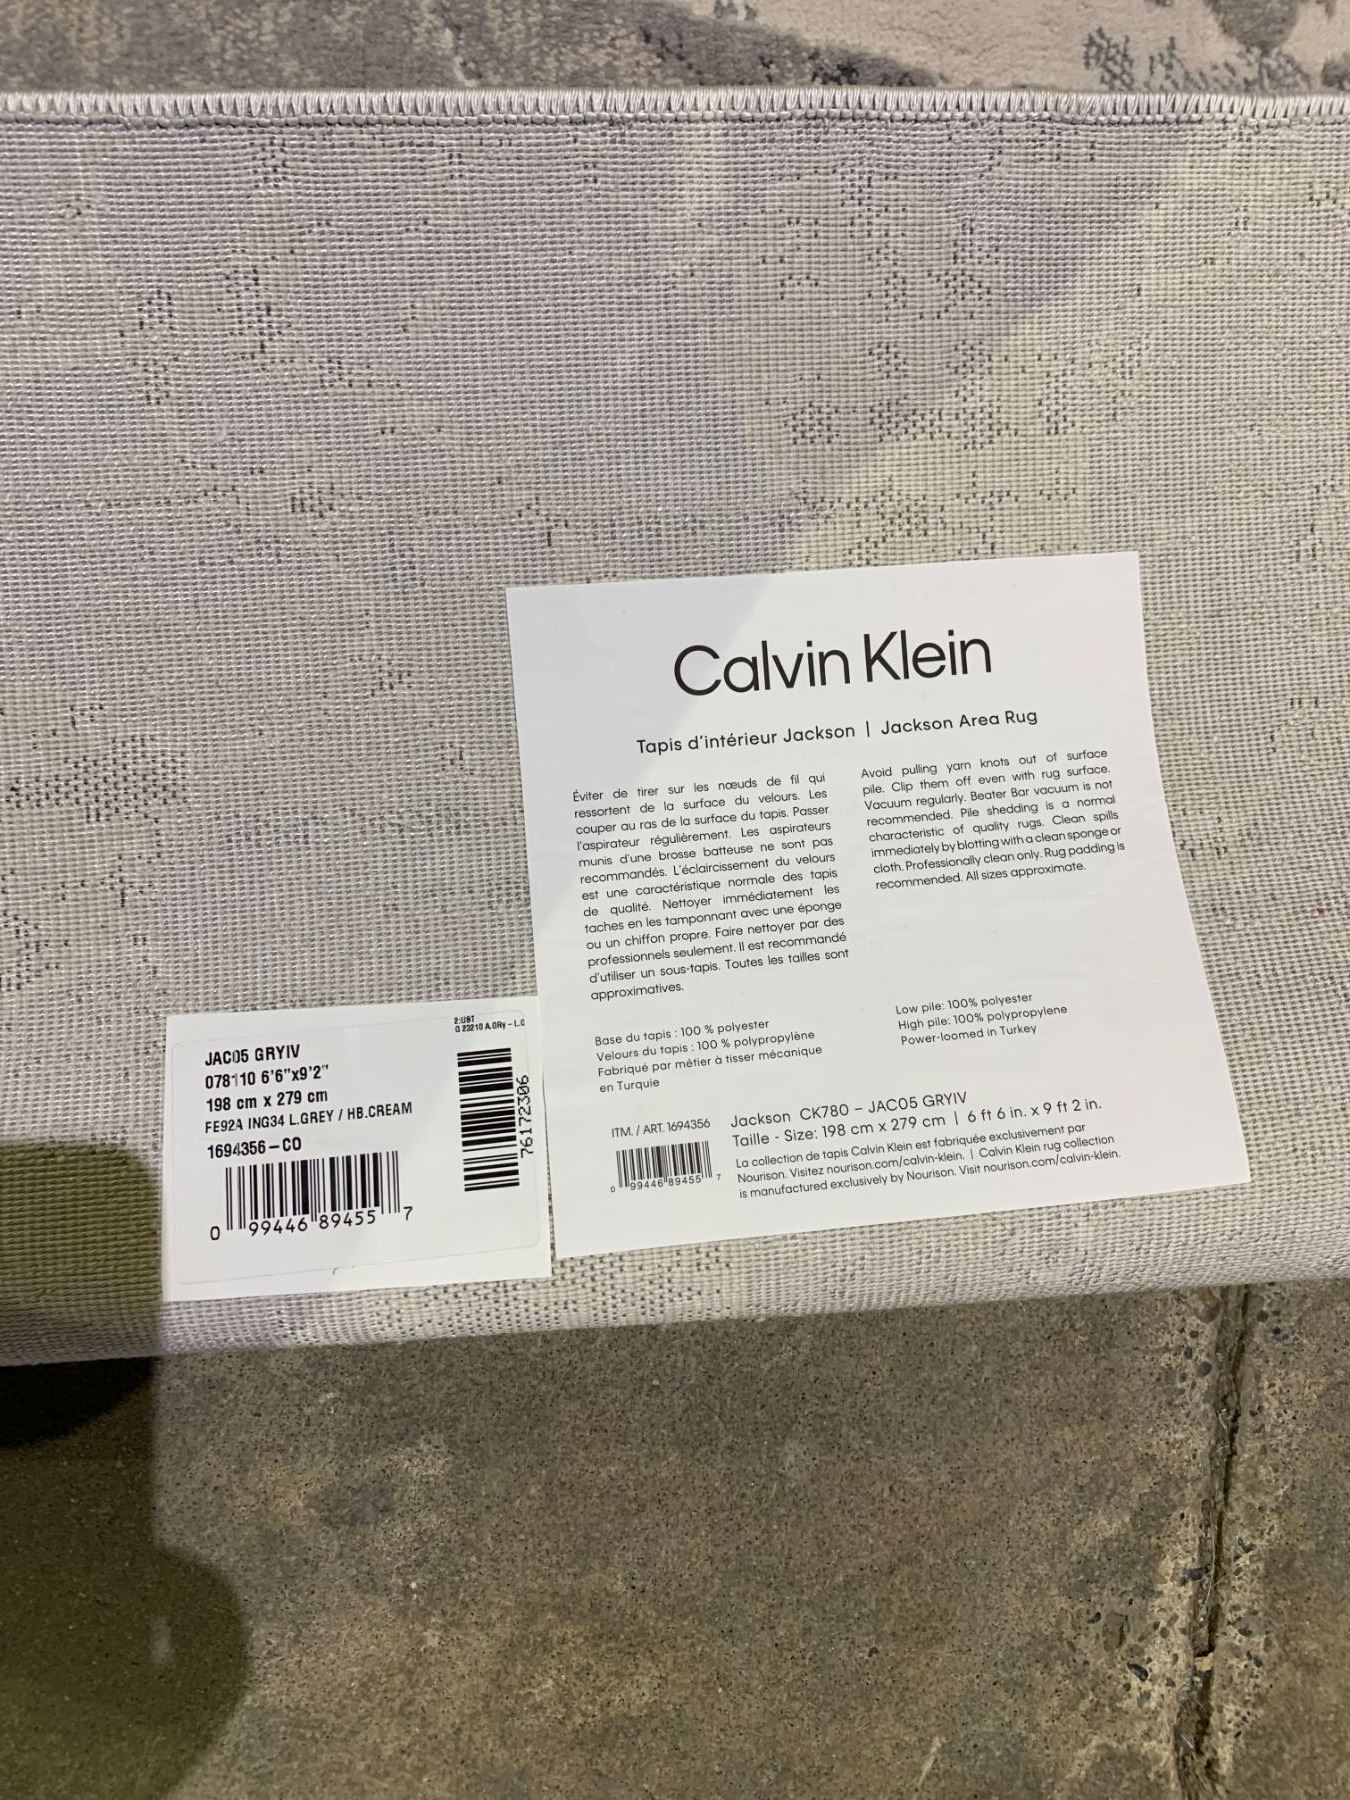 Calvin Klein
Tapis d'intérieur Jackson | Jackson Area Rug
Éviter de tirer sur les nœuds de fil qui
ressortent de la surface du velours. Les
couper au ras de la surface du tapis. Passer
l'aspirateur régulièrement. Les aspirateurs
munis d'une brosse batteuse ne sont pas
recommandés. L'éclaircissement du velours
est une caractéristique normale des tapis
de qualité. Nettoyer immédiatement les
taches en les tamponnant avec une éponge
ou un chiffon propre. Faire nettoyer par des
professionnels seulement. Il est recommandé
d'utiliser un sous-tapis. Toutes les tailles sont
approximatives.
Avoid pulling yarn knots out of surface
pile. Clip them off even with rug surface.
Vacuum regularly. Beater Bar vacuum is not
recommended. Pile shedding is a normal
characteristic of quality rugs. Clean spills
immediately by blotting with a clean sponge or
cloth. Professionally clean only. Rug padding is
recommended. All sizes approximate.
Base du tapis : 100 % polyester
Velours du tapis : 100 % polypropylène
Fabriqué par métier à tisser mécanique
en Turquie
Low pile: 100% polyester
High pile: 100% polypropylene
Power-loomed in Turkey
ITM. / ART. 1694356
0 99446 89455 7
Jackson CK780 – JAC05 GRYIV
Taille - Size: 198 cm x 279 cm | 6 ft 6 in. x 9 ft 2 in.
La collection de tapis Calvin Klein est fabriquée exclusivement par
Nourison. Visitez nourison.com/calvin-klein. | Calvin Klein rug collection
is manufactured exclusively by Nourison. Visit nourison.com/calvin-klein.
JAC05 GRYIV
078110 6'6"x9'2"
198 cm x 279 cm
FE92A ING34 L.GREY / HB.CREAM
1694356-CO
0 99446 89455 7
76172306